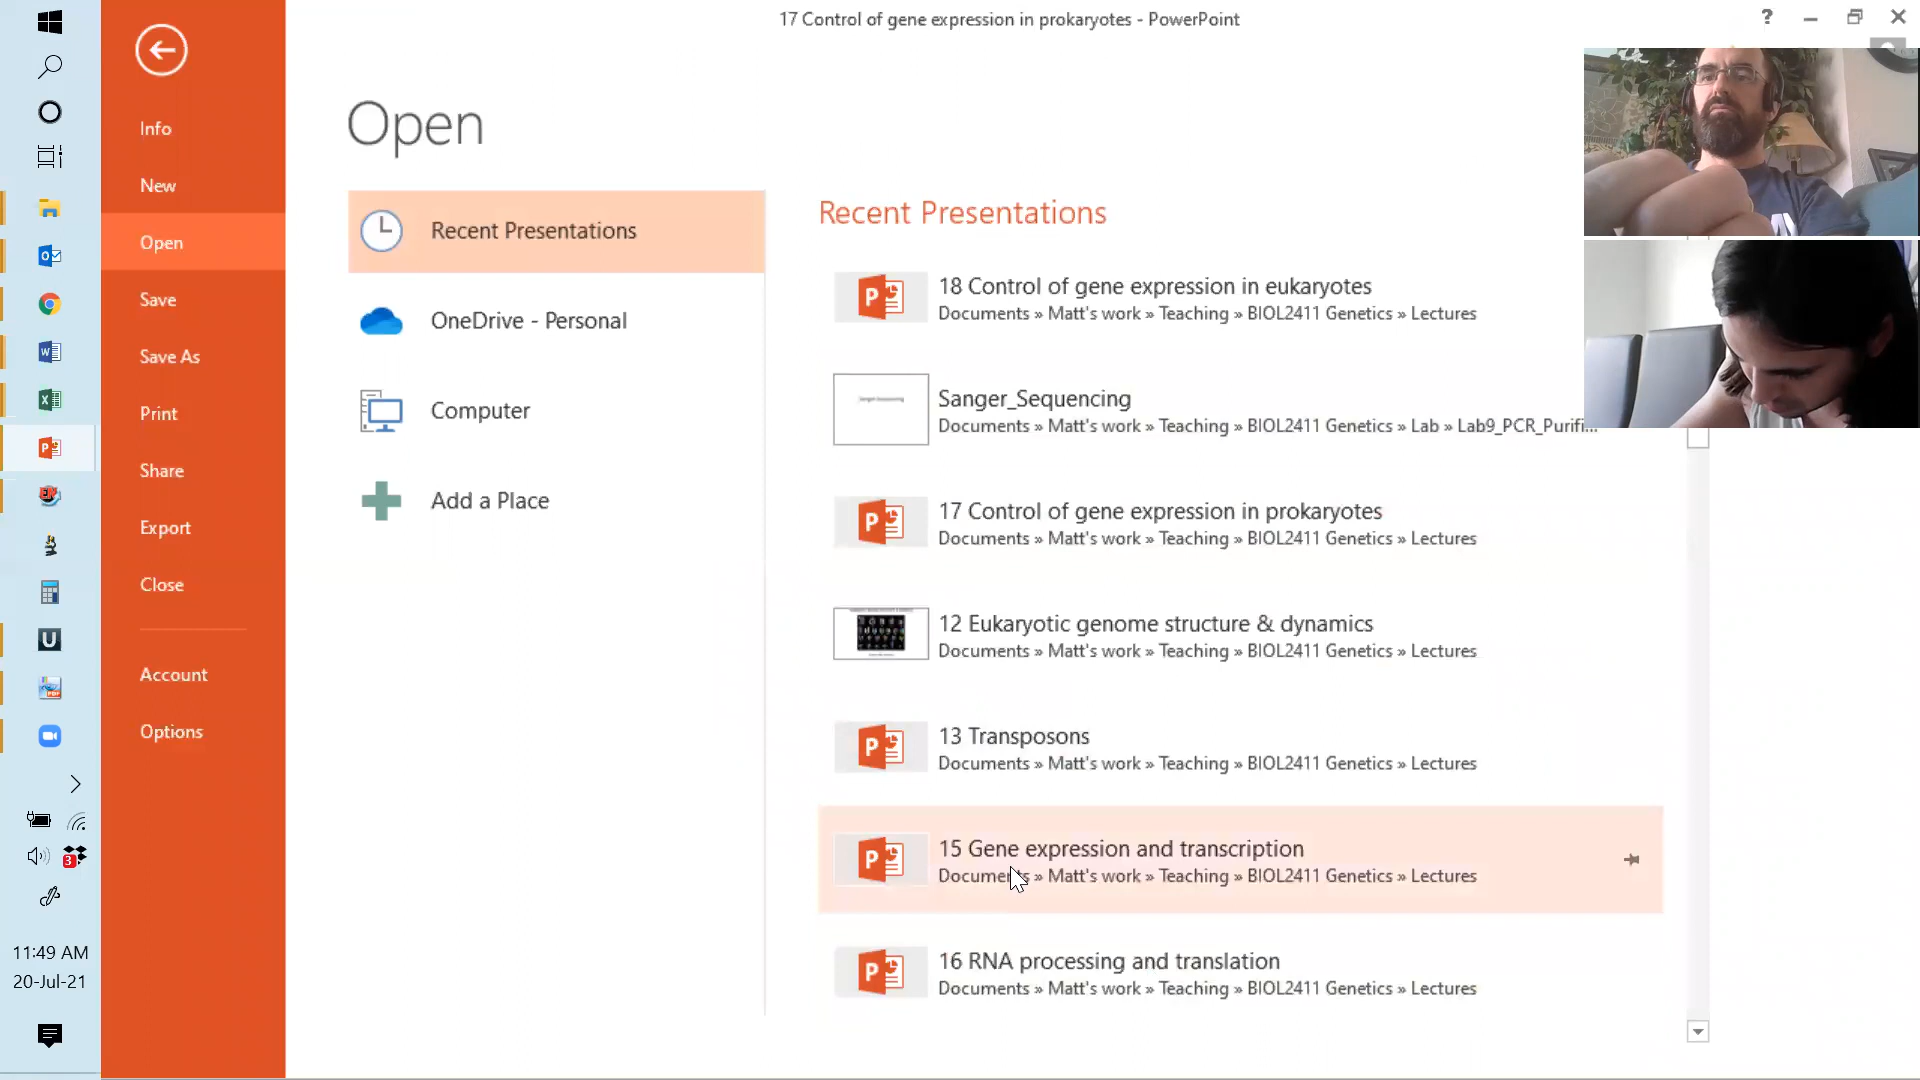 17 Control of gene expression in prokaryotes - PowerPoint
Info
New
Open
Save
Save As
Print
Share
Export
Close
Account
Options
11:49 AM
20-Jul-21
3
Open
Recent Presentations
OneDrive - Personal
Computer
Add a Place
Recent Presentations
18 Control of gene expression in eukaryotes
Documents » Matt's work » Teaching » BIOL2411 Genetics » Lectures
Sanger_Sequencing
Documents » Matt's work » Teaching » BIOL2411 Genetics » Lab » Lab9_PCR_Purifi...
17 Control of gene expression in prokaryotes
Documents » Matt's work » Teaching » BIOL2411 Genetics » Lectures
12 Eukaryotic genome structure & dynamics
Documents » Matt's work » Teaching » BIOL2411 Genetics » Lectures
13 Transposons
Documents » Matt's work » Teaching » BIOL2411 Genetics » Lectures
15 Gene expression and transcription
Documents » Matt's work » Teaching » BIOL2411 Genetics » Lectures
16 RNA processing and translation
Documents » Matt's work » Teaching » BIOL2411 Genetics » Lectures